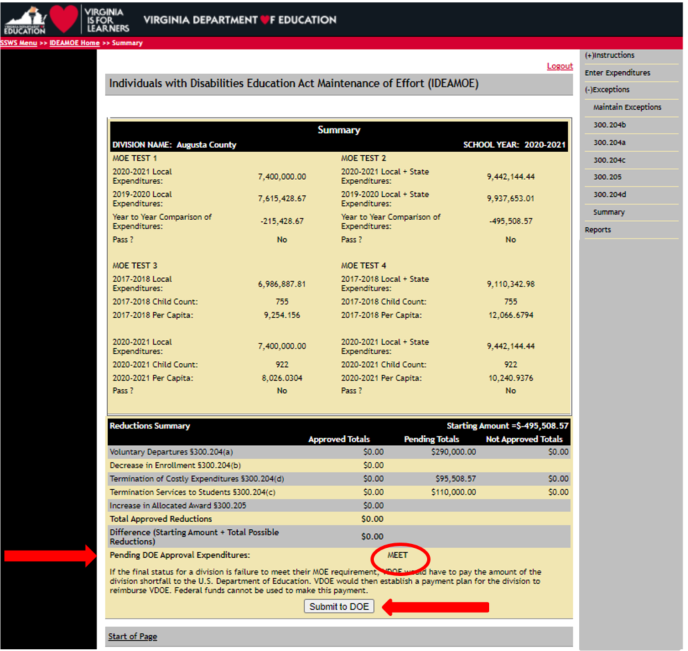 VIRGINIA
IS FOR
LEARNERS
EDUCATION
VIRGINIA DEPARTMENT OF EDUCATION
SSWS Menu >> IDEAMOE Home >> Summary
Logout
Individuals with Disabilities Education Act Maintenance of Effort (IDEAMOE)
(+)Instructions
Enter Expenditures
(-)Exceptions
Maintain Exceptions
300.204b
300.204a
300.204c
300.205
300.204d
Summary
Reports
Summary
DIVISION NAME: Augusta County SCHOOL YEAR: 2020-2021
MOE TEST 1 MOE TEST 2
2020-2021 Local Expenditures: 7,400,000.00 2020-2021 Local + State Expenditures: 9,442,144.44
2019-2020 Local Expenditures: 7,615,428.67 2019-2020 Local + State Expenditures: 9,937,653.01
Year to Year Comparison of Expenditures: -215,428.67 Year to Year Comparison of Expenditures: -495,508.57
Pass ? No Pass ? No
MOE TEST 3 MOE TEST 4
2017-2018 Local Expenditures: 6,986,887.81 2017-2018 Local + State Expenditures: 9,110,342.98
2017-2018 Child Count: 755 2017-2018 Child Count: 755
2017-2018 Per Capita: 9,254.156 2017-2018 Per Capita: 12,066.6794
2020-2021 Local Expenditures: 7,400,000.00 2020-2021 Local + State Expenditures: 9,442,144.44
2020-2021 Child Count: 922 2020-2021 Child Count: 922
2020-2021 Per Capita: 8,026.0304 2020-2021 Per Capita: 10,240.9376
Pass ? No Pass ? No
Reductions Summary Starting Amount =$-495,508.57
Approved Totals Pending Totals Not Approved Totals
Voluntary Departures §300.204(a) $0.00 $290,000.00 $0.00
Decrease in Enrollment §300.204(b) $0.00
Termination of Costly Expenditures §300.204(d) $0.00 $95,508.57 $0.00
Termination Services to Students §300.204(c) $0.00 $110,000.00 $0.00
Increase in Allocated Award §300.205 $0.00
Total Approved Reductions $0.00
Difference (Starting Amount + Total Possible Reductions) $0.00
Pending DOE Approval Expenditures: MEET
If the final status for a division is failure to meet their MOE requirement, VDOE would have to pay the amount of the
division shortfall to the U.S. Department of Education. VDOE would then establish a payment plan for the division to
reimburse VDOE. Federal funds cannot be used to make this payment.
Submit to DOE
Start of Page